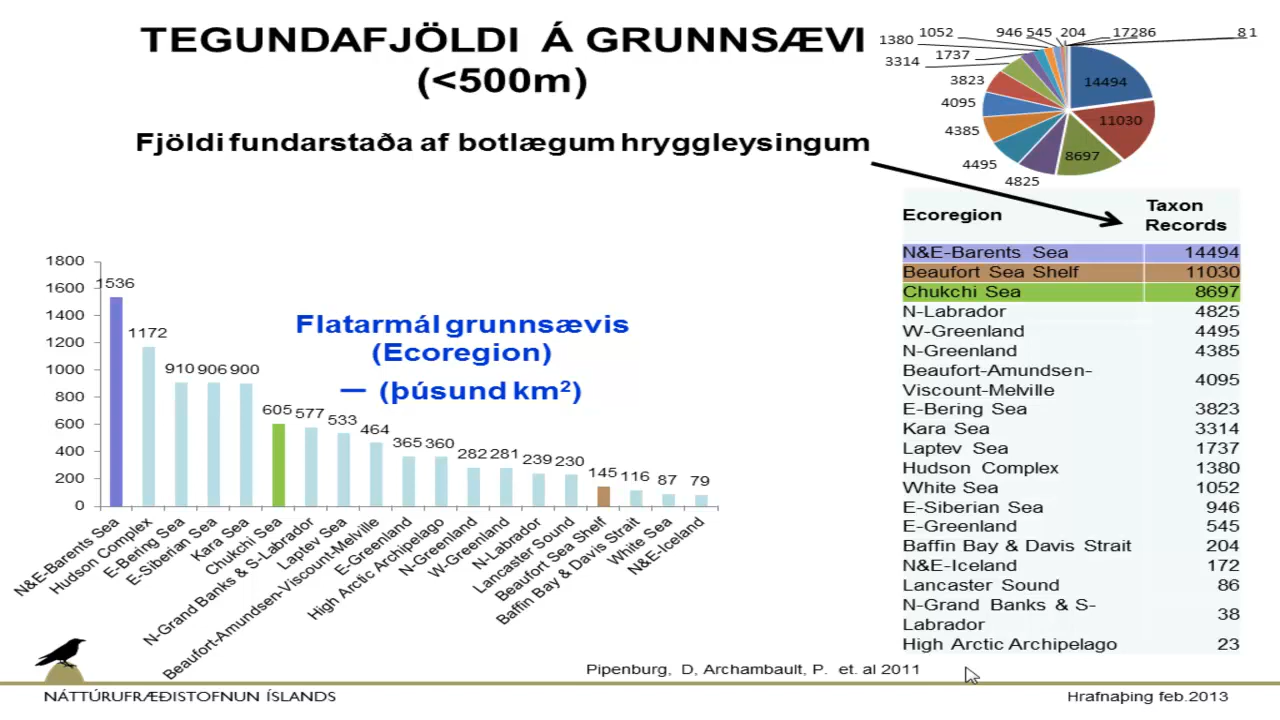 TEGUNDAFJÖLDI Á GRUNNSÆVI
(<500m)
Fjöldi fundarstaða af botlægum hryggleysingum
1380 1052 946 545 204 17286 81
3314 1737
3823
4095
4385
4495
4825
14494
11030
8697
Ecoregion Taxon Records
N&E-Barents Sea 14494
Beaufort Sea Shelf 11030
Chukchi Sea 8697
N-Labrador 4825
W-Greenland 4495
N-Greenland 4385
Beaufort-Amundsen-
Viscount-Melville 4095
E-Bering Sea 3823
Kara Sea 3314
Laptev Sea 1737
Hudson Complex 1380
White Sea 1052
E-Siberian Sea 946
E-Greenland 545
Baffin Bay & Davis Strait 204
N&E-Iceland 172
Lancaster Sound 86
N-Grand Banks & S-
Labrador 38
High Arctic Archipelago 23
Flatarmál grunnsævis
(Ecoregion)
— (þúsund km²)
1800
1600
1400
1200
1000
800
600
400
200
0
1536
1172
910
906
900
605
577
533
464
365
360
282
281
239
230
145
116
87
79
N&E-Barents Sea
Hudson Complex
E-Bering Sea
E-Siberian Sea
Kara Sea
Chukchi Sea
N-Grand Banks & S-Labrador
Laptev Sea
Beaufort-Amundsen-Viscount-Melville
E-Greenland
High Arctic Archipelago
N-Greenland
W-Greenland
N-Labrador
Lancaster Sound
Beaufort Sea Shelf
Baffin Bay & Davis Strait
White Sea
N&E-Iceland
Pipenburg, D, Archambault, P. et. al 2011
NÁTTÚRUFRÆÐISTOFNUN ÍSLANDS
Hrafnaþing feb.2013